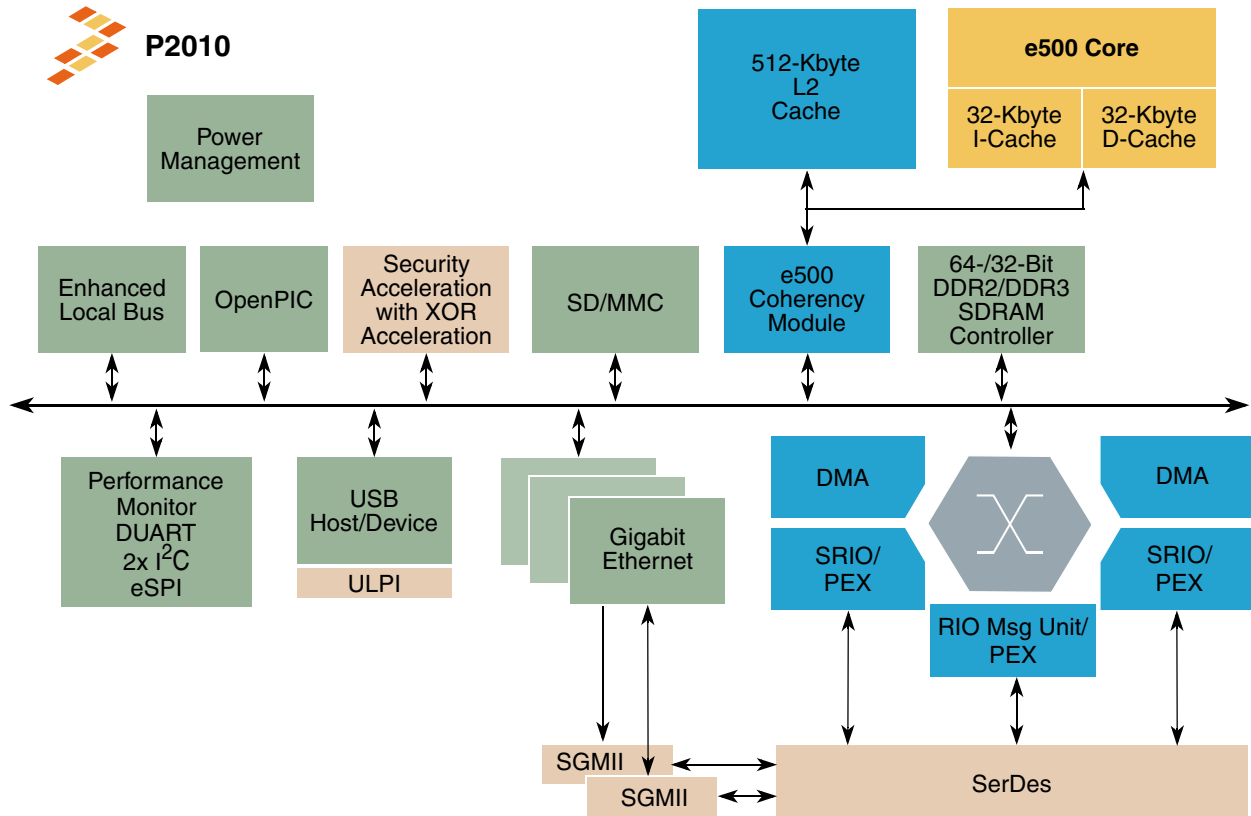 P2010
512-Kbyte
L2
Cache
e500 Core
32-Kbyte
I-Cache
32-Kbyte
D-Cache
Power
Management
Enhanced
Local Bus
OpenPIC
Security
Acceleration
with XOR
Acceleration
SD/MMC
e500
Coherency
Module
64-/32-Bit
DDR2/DDR3
SDRAM
Controller
Performance
Monitor
DUART
2x I²C
eSPI
USB
Host/Device
ULPI
Gigabit
Ethernet
DMA
SRIO/
PEX
DMA
SRIO/
PEX
RIO Msg Unit/
PEX
SGMII
SGMII
SerDes